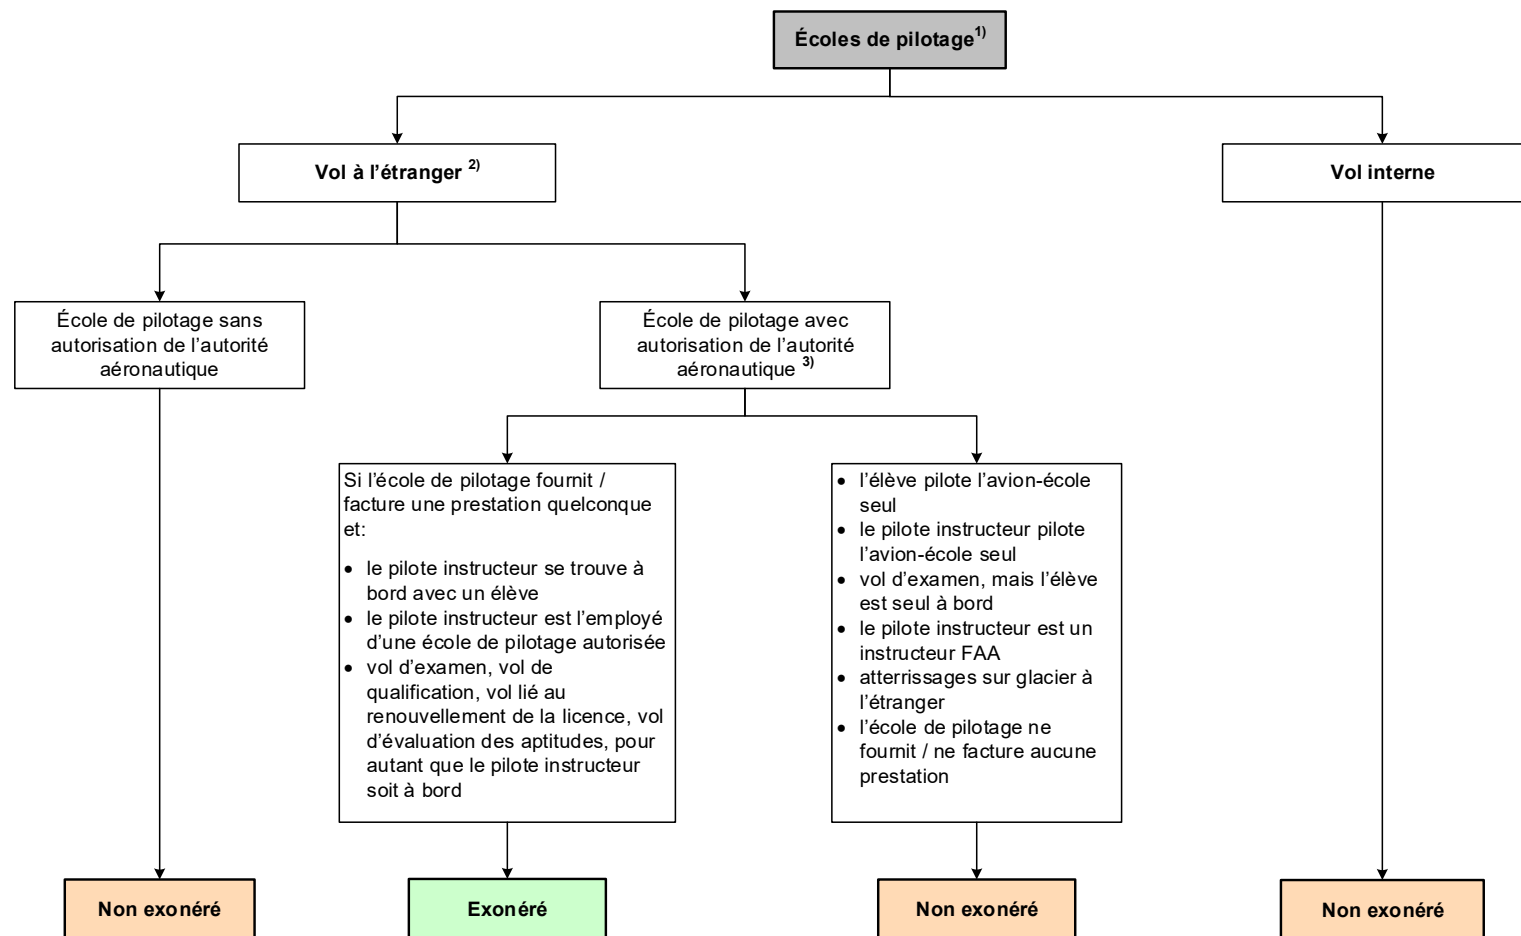 Écoles de pilotage1)
Vol à l’étranger 2)
Vol interne
École de pilotage sans
autorisation de l’autorité
aéronautique
École de pilotage avec
autorisation de l’autorité
aéronautique 3)
Si l’école de pilotage fournit /
facture une prestation quelconque
et:
• le pilote instructeur se trouve à
bord avec un élève
• le pilote instructeur est l’employé
d’une école de pilotage autorisée
• vol d’examen, vol de
qualification, vol lié au
renouvellement de la licence, vol
d’évaluation des aptitudes, pour
autant que le pilote instructeur
soit à bord
• l’élève pilote l’avion-école
seul
• le pilote instructeur pilote
l’avion-école seul
• vol d’examen, mais l’élève
est seul à bord
• le pilote instructeur est un
instructeur FAA
• atterrissages sur glacier à
l’étranger
• l’école de pilotage ne
fournit / ne facture aucune
prestation
Non exonéré
Exonéré
Non exonéré
Non exonéré